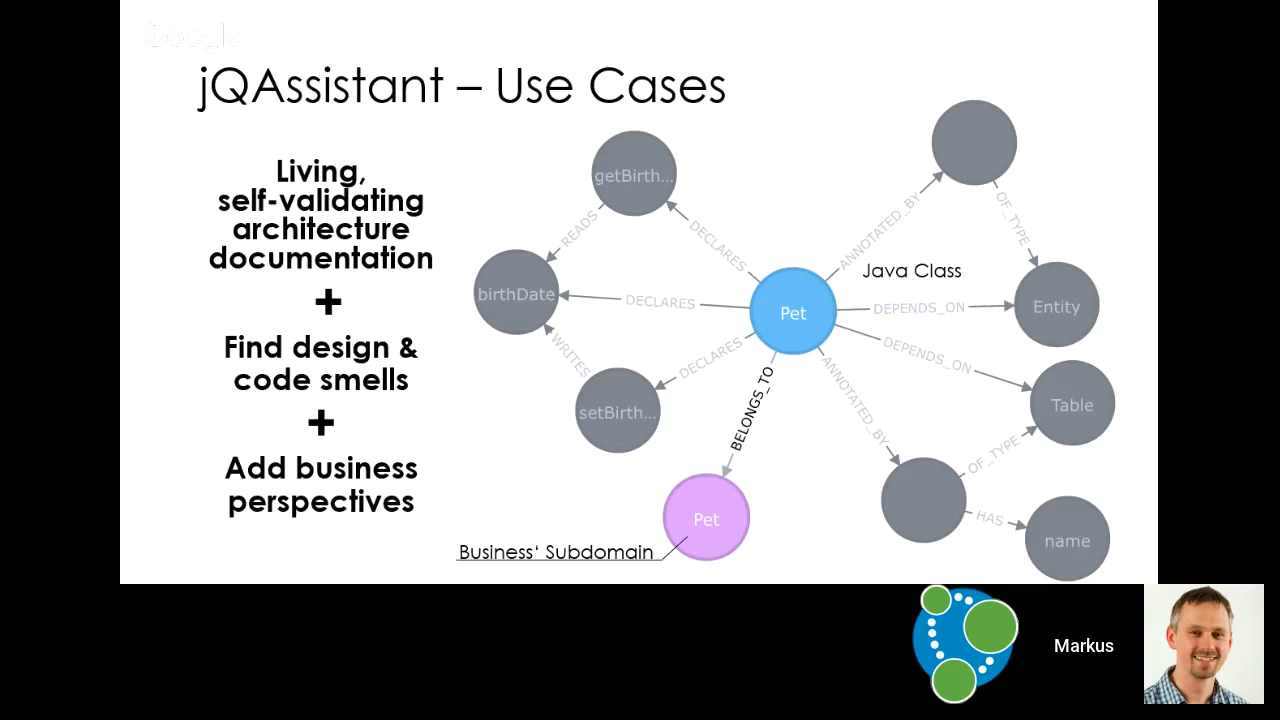 Google
jQAssistant – Use Cases
Living,
self-validating
architecture
documentation
+
Find design &
code smells
+
Add business
perspectives
getBirth...
READS
DECLARES
birthDate
DECLARES
WRITES
DECLARES
setBirth...
Pet
BELONGS_TO
Pet
Business‘ Subdomain
ANNOTATED_BY
OF_TYPE
Java Class
DEPENDS_ON
Entity
DEPENDS_ON
Table
ANNOTATED_BY
OF_TYPE
HAS
name
Markus